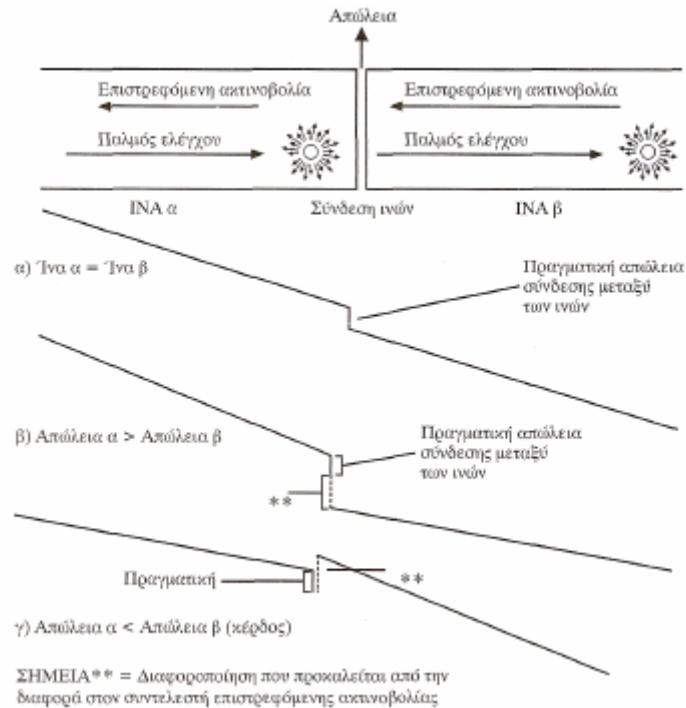 Απώλεια
Επιστρεφόμενη ακτινοβολία
Επιστρεφόμενη ακτινοβολία
Παλμός ελέγχου
Παλμός ελέγχου
ΙΝΑ α
Σύνδεση ινών
ΙΝΑ β
α) Ίνα α = Ίνα β
Πραγματική απώλεια
σύνδεσης μεταξύ
των ινών
β) Απώλεια α > Απώλεια β
Πραγματική απώλεια
σύνδεσης μεταξύ
των ινών
**
Πραγματική
**
γ) Απώλεια α < Απώλεια β (κέρδος)
ΣΗΜΕΙΑ** = Διαφοροποίηση που προκαλείται από την
διαφορά στον συντελεστή επιστρεφόμενης ακτινοβολίας